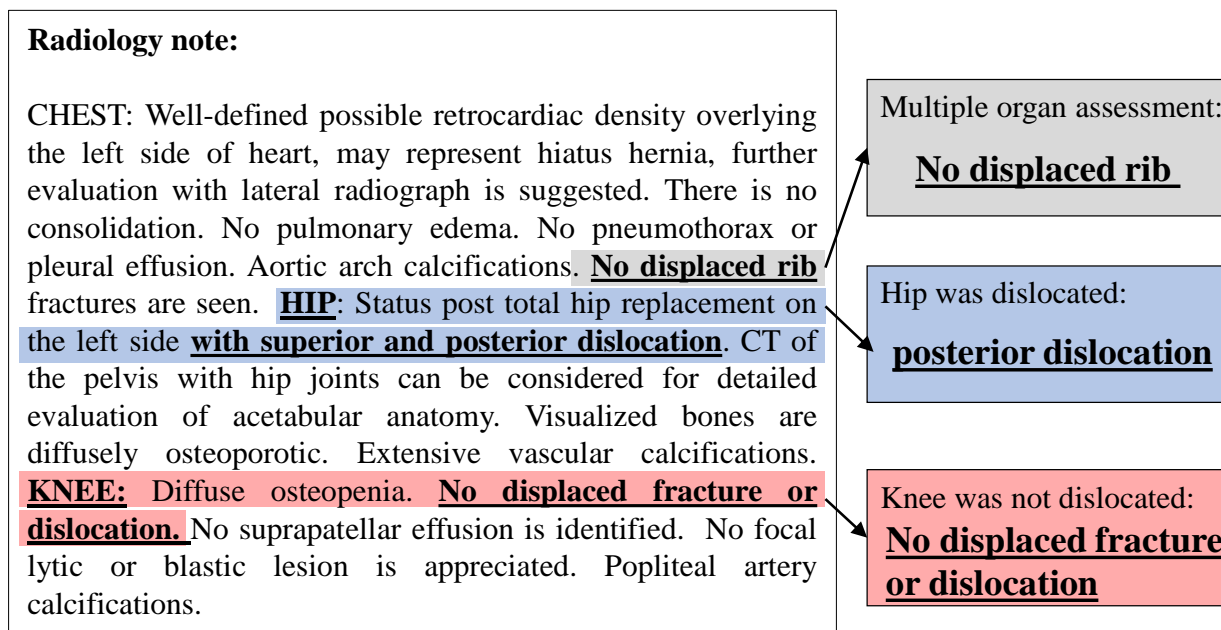 Radiology note:
CHEST: Well-defined possible retrocardiac density overlying
the left side of heart, may represent hiatus hernia, further
evaluation with lateral radiograph is suggested. There is no
consolidation. No pulmonary edema. No pneumothorax or
pleural effusion. Aortic arch calcifications. No displaced rib
fractures are seen. HIP: Status post total hip replacement on
the left side with superior and posterior dislocation. CT of
the pelvis with hip joints can be considered for detailed
evaluation of acetabular anatomy. Visualized bones are
diffusely osteoporotic. Extensive vascular calcifications.
KNEE: Diffuse osteopenia. No displaced fracture or
dislocation. No suprapatellar effusion is identified. No focal
lytic or blastic lesion is appreciated. Popliteal artery
calcifications.
Multiple organ assessment:
No displaced rib
Hip was dislocated:
posterior dislocation
Knee was not dislocated:
No displaced fracture
or dislocation